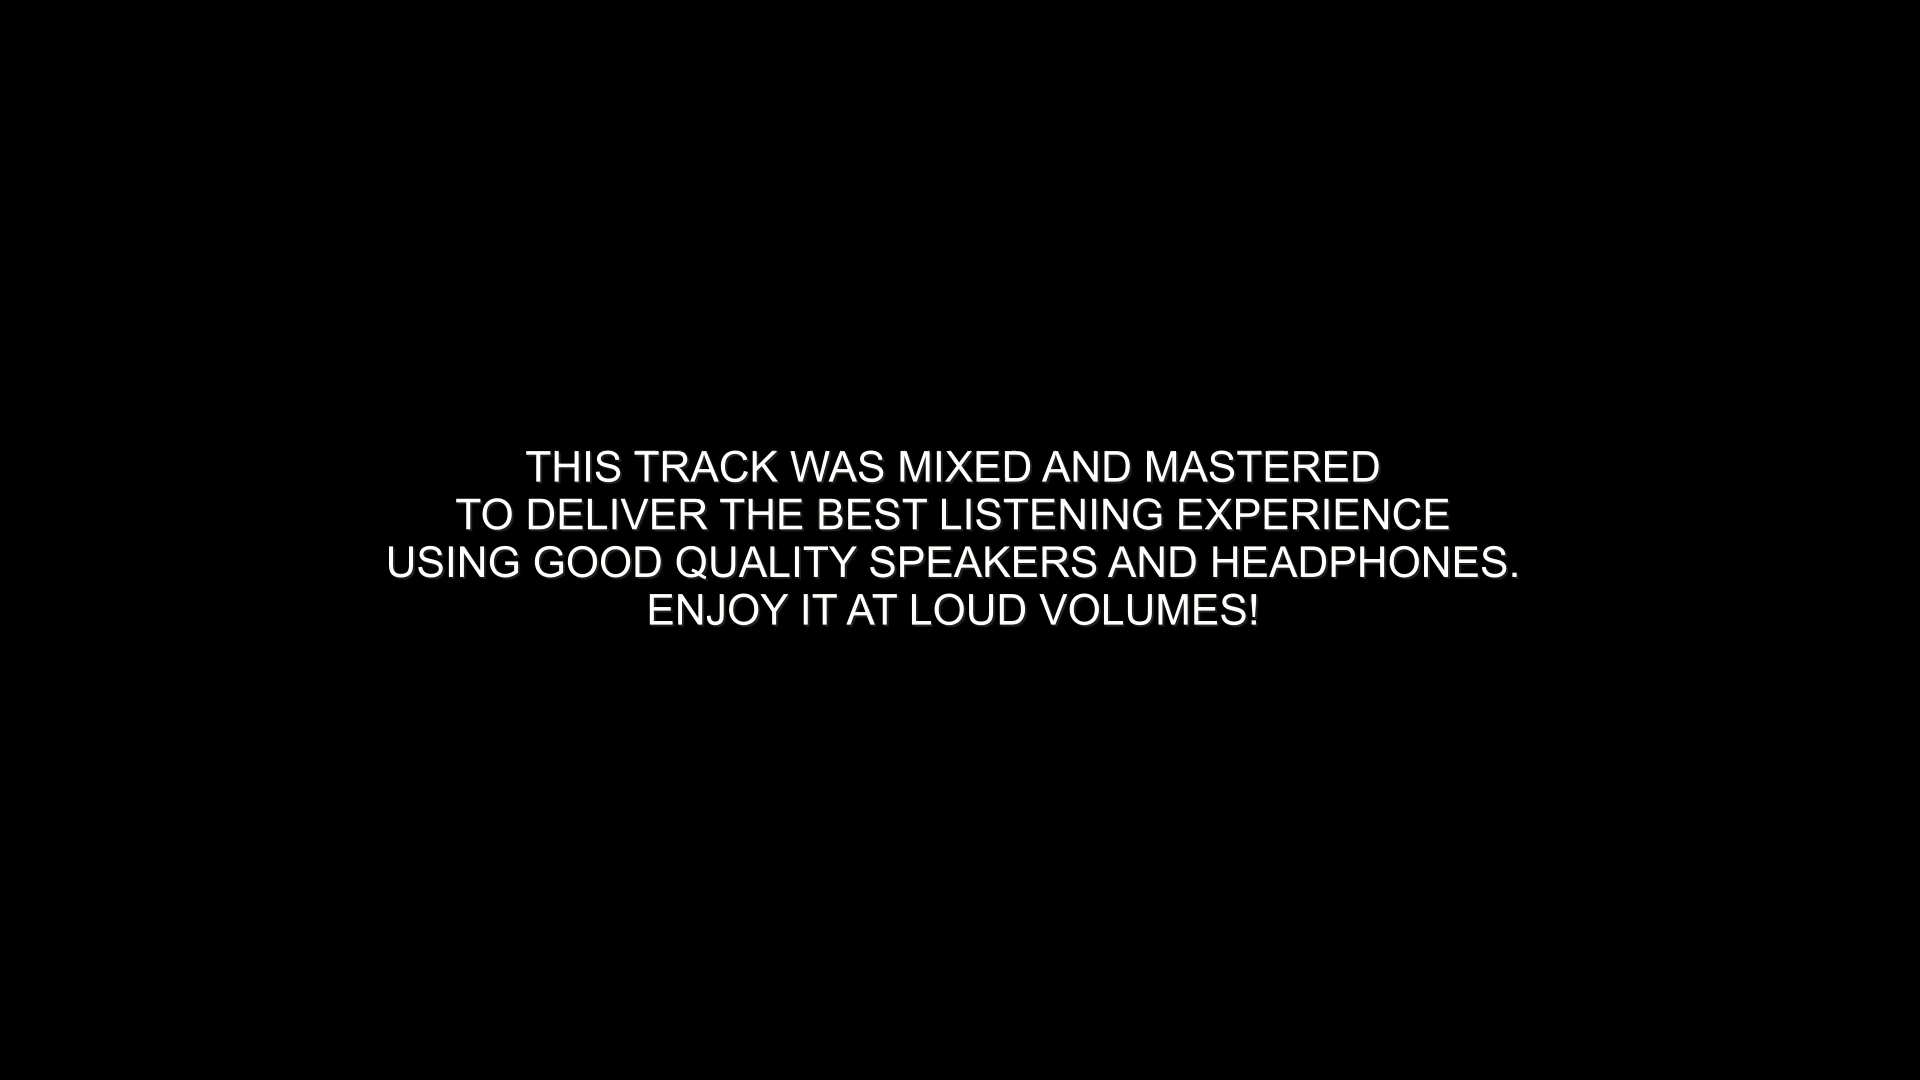 THIS TRACK WAS MIXED AND MASTERED
TO DELIVER THE BEST LISTENING EXPERIENCE
USING GOOD QUALITY SPEAKERS AND HEADPHONES.
ENJOY IT AT LOUD VOLUMES!